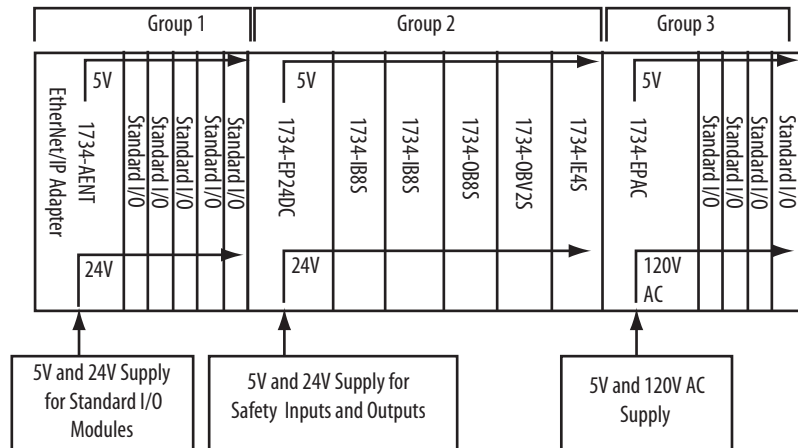 Group 1
Group 2
Group 3
5V
EtherNet/IP Adapter
1734-AENT
Standard I/O
Standard I/O
Standard I/O
Standard I/O
Standard I/O
24V
5V
1734-EP24DC
1734-IB8S
1734-IB8S
1734-OB8S
1734-OBV2S
1734-IE4S
24V
5V
1734-EPAC
Standard I/O
Standard I/O
Standard I/O
Standard I/O
120V
AC
5V and 24V Supply
for Standard I/O
Modules
5V and 24V Supply for
Safety Inputs and Outputs
5V and 120V AC
Supply